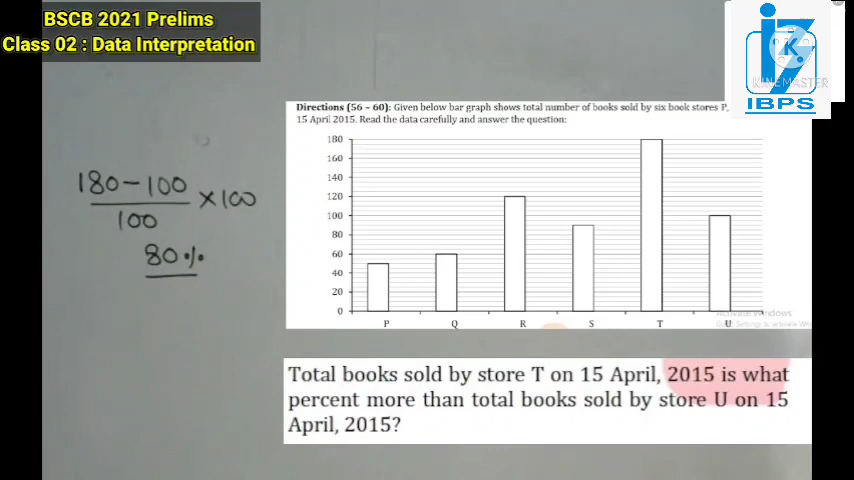 BSCB 2021 Prelims
Class 02 : Data Interpretation
KINEMASTER
IBPS
Directions (56 – 60): Given below bar graph shows total number of books sold by six book stores P,
15 April 2015. Read the data carefully and answer the question:
180
160
140
120
100
80
60
40
20
0
P Q R S T U
Activate Windows
180-100
100
×100
80%
Total books sold by store T on 15 April, 2015 is what
percent more than total books sold by store U on 15
April, 2015?